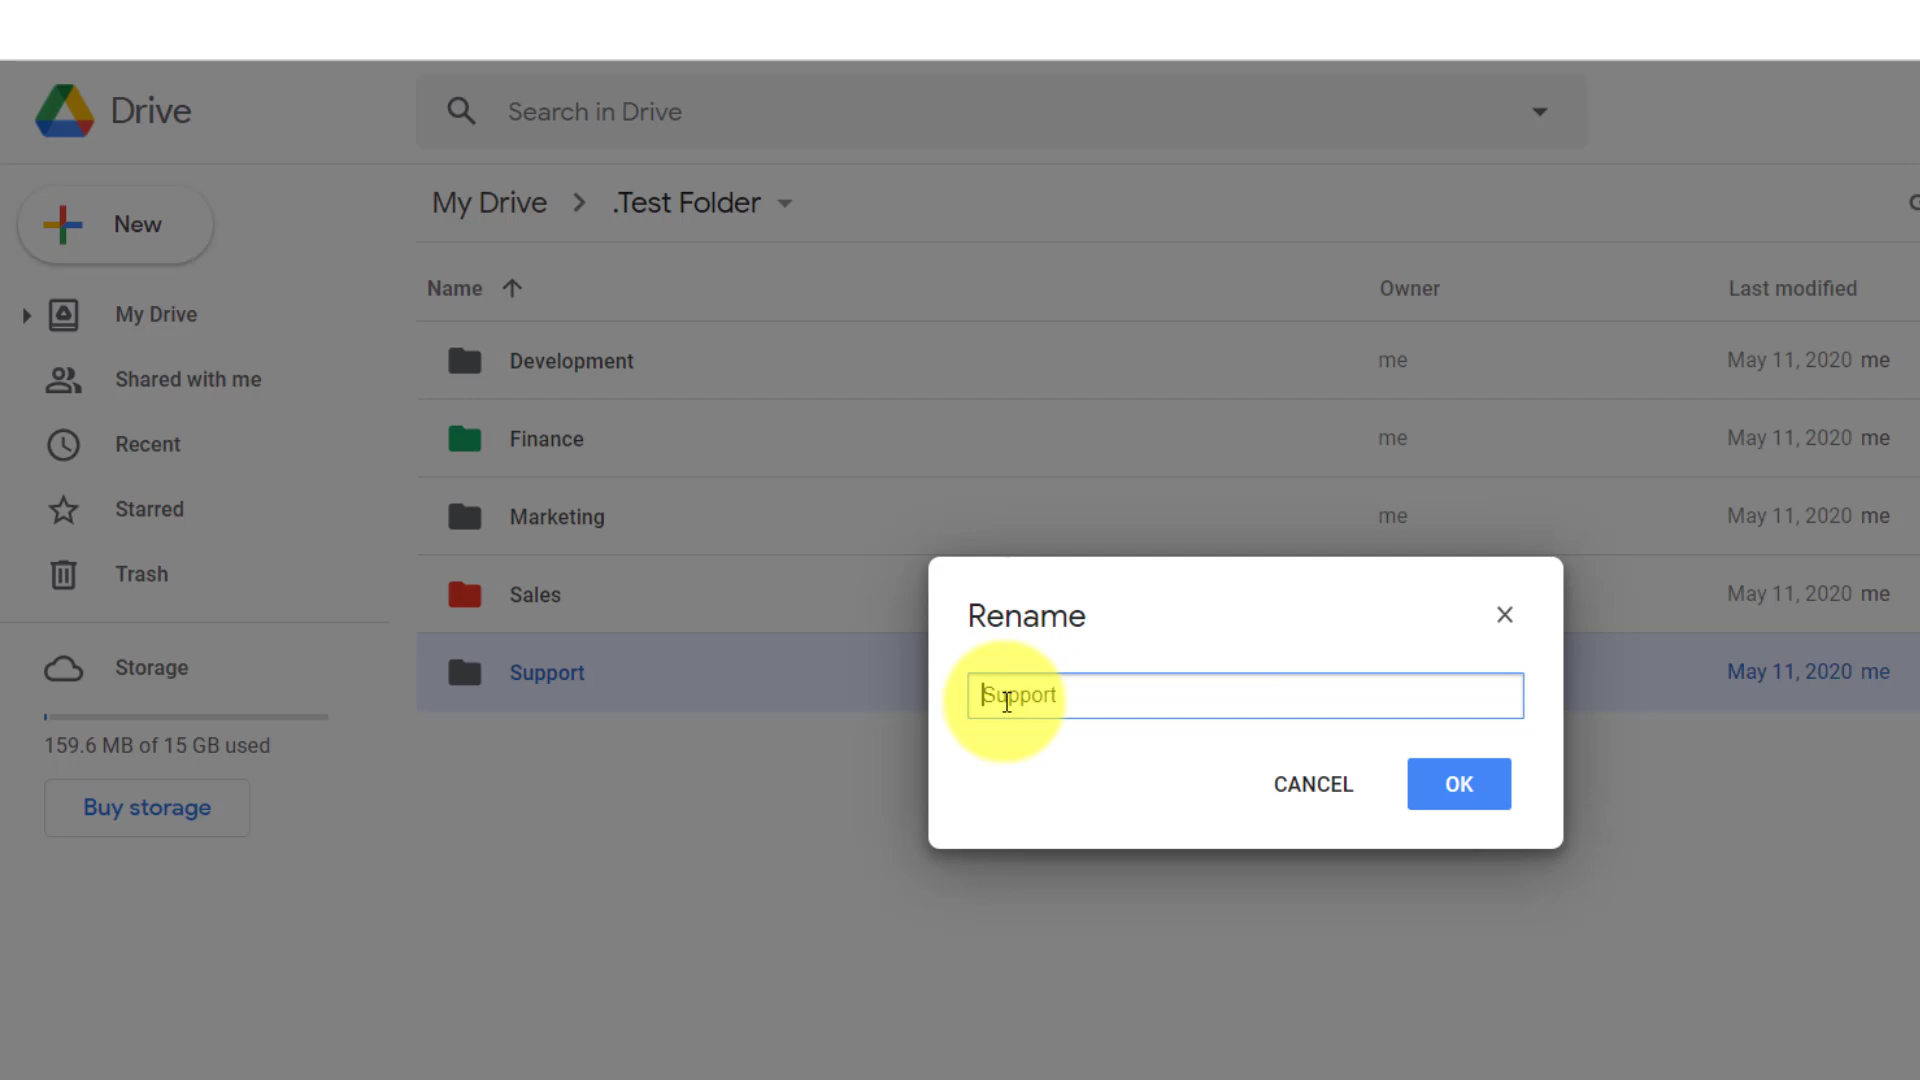 Drive
Search in Drive
New
My Drive
Shared with me
Recent
Starred
Trash
Storage
159.6 MB of 15 GB used
Buy storage
My Drive > .Test Folder
Name Owner Last modified
Development me May 11, 2020 me
Finance me May 11, 2020 me
Marketing me May 11, 2020 me
Sales May 11, 2020 me
Support May 11, 2020 me
Rename
Support
CANCEL OK